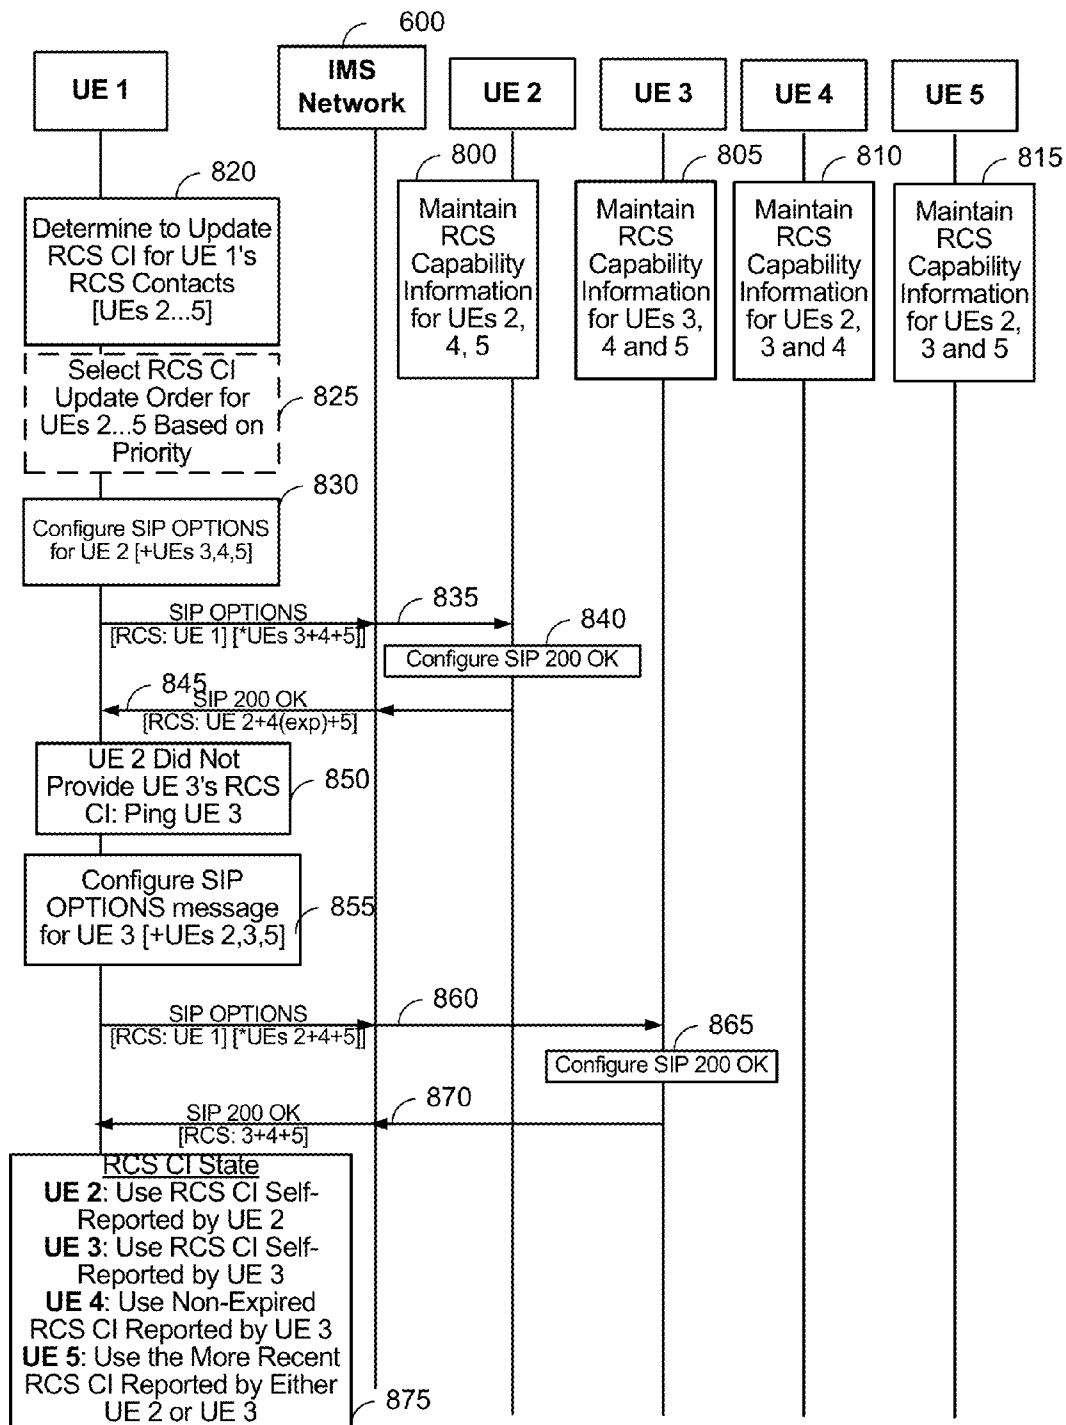 600
UE 1
IMS
Network
UE 2
UE 3
UE 4
UE 5
820
800
805
810
815
Determine to Update
RCS CI for UE 1's
RCS Contacts
[UEs 2...5]
Maintain
RCS
Capability
Information
for UEs 2,
4, 5
Maintain
RCS
Capability
Information
for UEs 3,
4 and 5
Maintain
RCS
Capability
Information
for UEs 2,
3 and 4
Maintain
RCS
Capability
Information
for UEs 2,
3 and 5
Select RCS CI
Update Order for
UEs 2...5 Based on
Priority
825
830
Configure SIP OPTIONS
for UE 2 [+UEs 3,4,5]
SIP OPTIONS
[RCS: UE 1] [*UEs 3+4+5]]
835
840
Configure SIP 200 OK
845
SIP 200 OK
[RCS: UE 2+4(exp)+5]
UE 2 Did Not
Provide UE 3's RCS
CI: Ping UE 3
850
Configure SIP
OPTIONS message
for UE 3 [+UEs 2,3,5]
855
SIP OPTIONS
[RCS: UE 1] [*UEs 2+4+5]]
860
865
Configure SIP 200 OK
SIP 200 OK
[RCS: 3+4+5]
870
RCS CI State
UE 2: Use RCS CI Self-
Reported by UE 2
UE 3: Use RCS CI Self-
Reported by UE 3
UE 4: Use Non-Expired
RCS CI Reported by UE 3
UE 5: Use the More Recent
RCS CI Reported by Either
UE 2 or UE 3
875